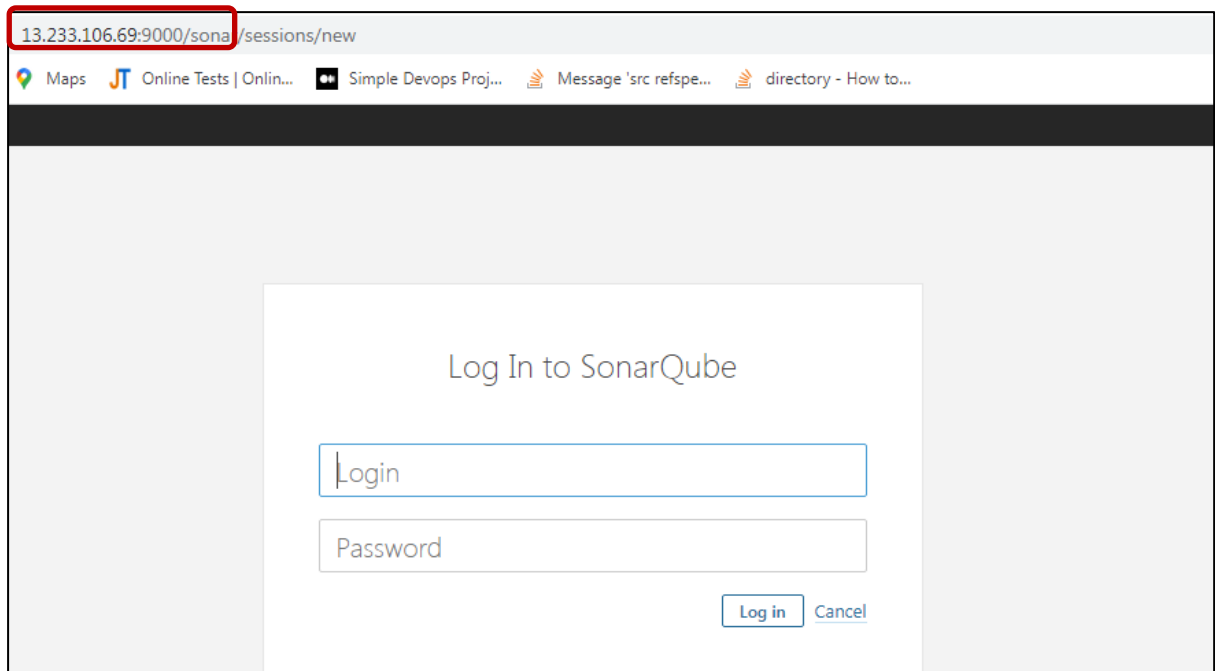 13.233.106.69:9000/sonar/sessions/new
Maps Online Tests | Onlin... Simple Devops Proj... Message 'src refspe... directory - How to...
Log In to SonarQube
Login
Password
Log in Cancel